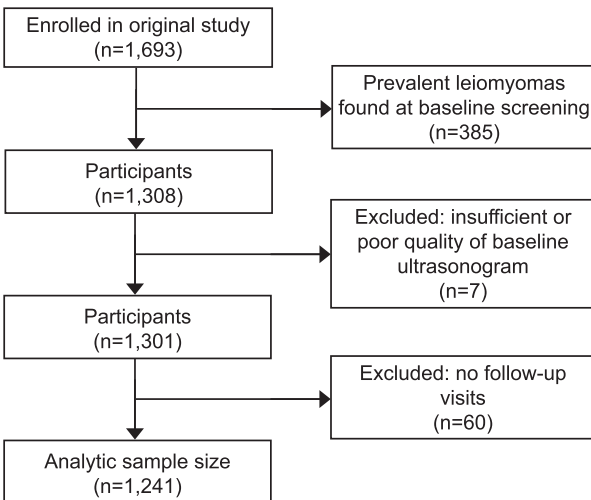 Enrolled in original study
(n=1,693)
Prevalent leiomyomas
found at baseline screening
(n=385)
Participants
(n=1,308)
Excluded: insufficient or
poor quality of baseline
ultrasonogram
(n=7)
Participants
(n=1,301)
Excluded: no follow-up
visits
(n=60)
Analytic sample size
(n=1,241)